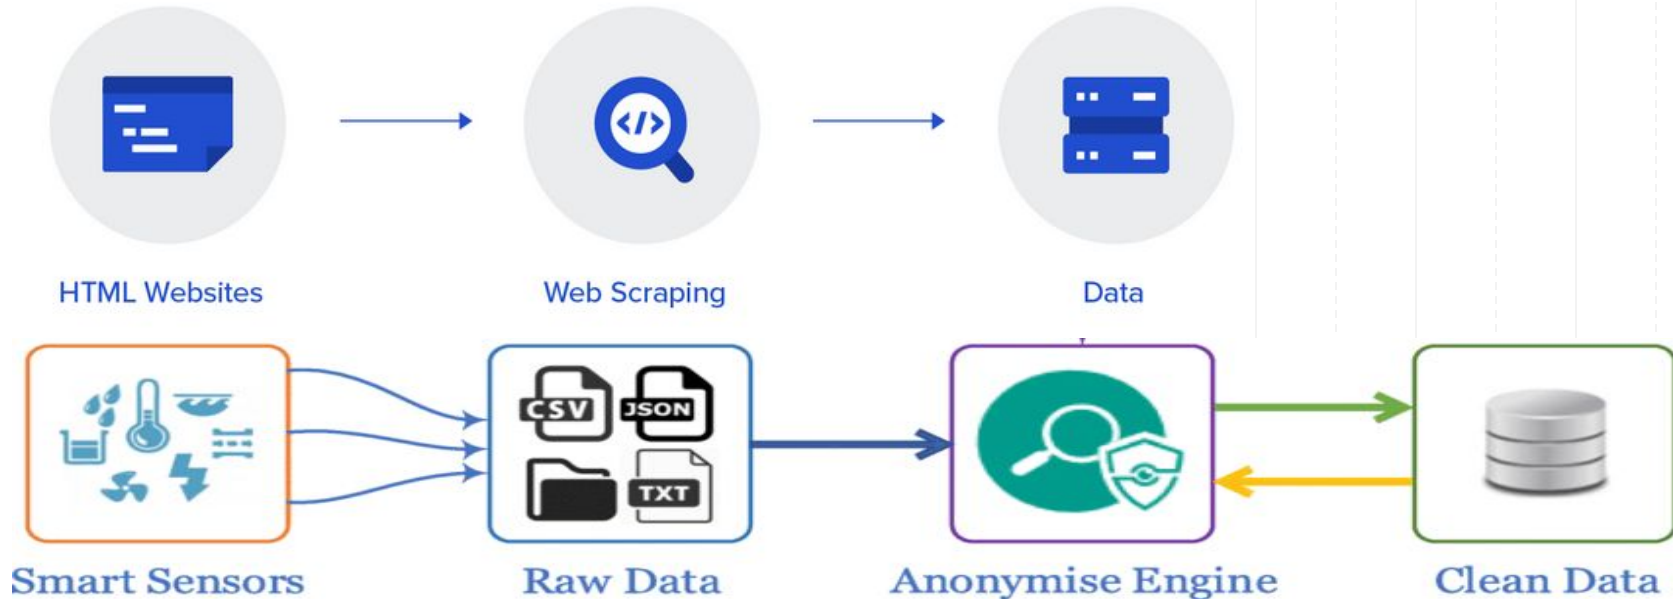 </>
HTML Websites
Web Scraping
Data
CSV
JSON
TXT
Smart Sensors
Raw Data
Anonymise Engine
Clean Data